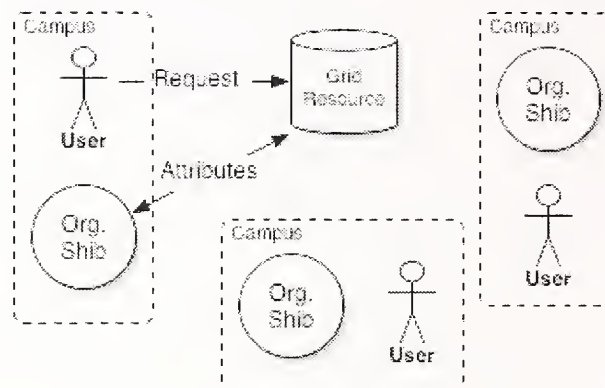 Campus
Request
Grid
Resource
User
Attributes
Org.
Shib
Campus
Org.
Shib
User
Campus
Org.
Shib
User